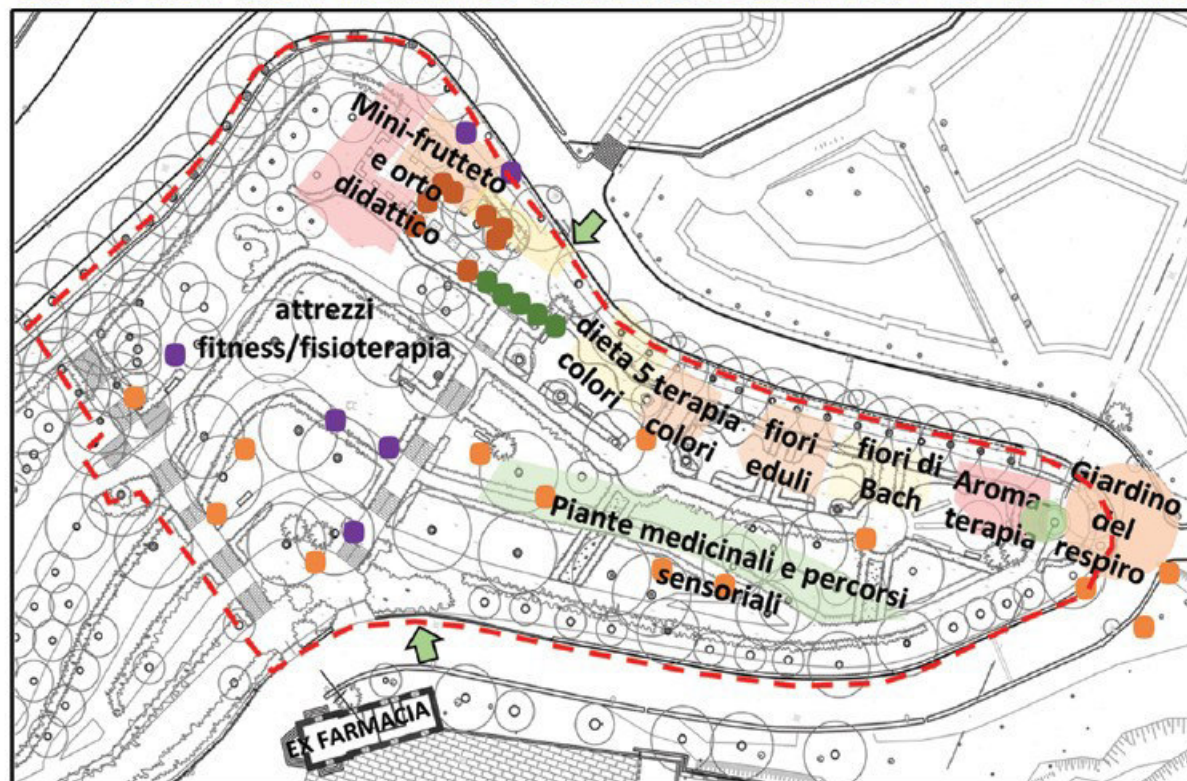 Mini-frutteto
e orto
didattico
attrezzi
fitness/fisioterapia
dieta 5
colori
terapia
colori
fiori
eduli
fiori di
Bach
Aroma
terapia
Giardino
del
respiro
Piante medicinali e percorsi
sensoriali
EX FARMACIA